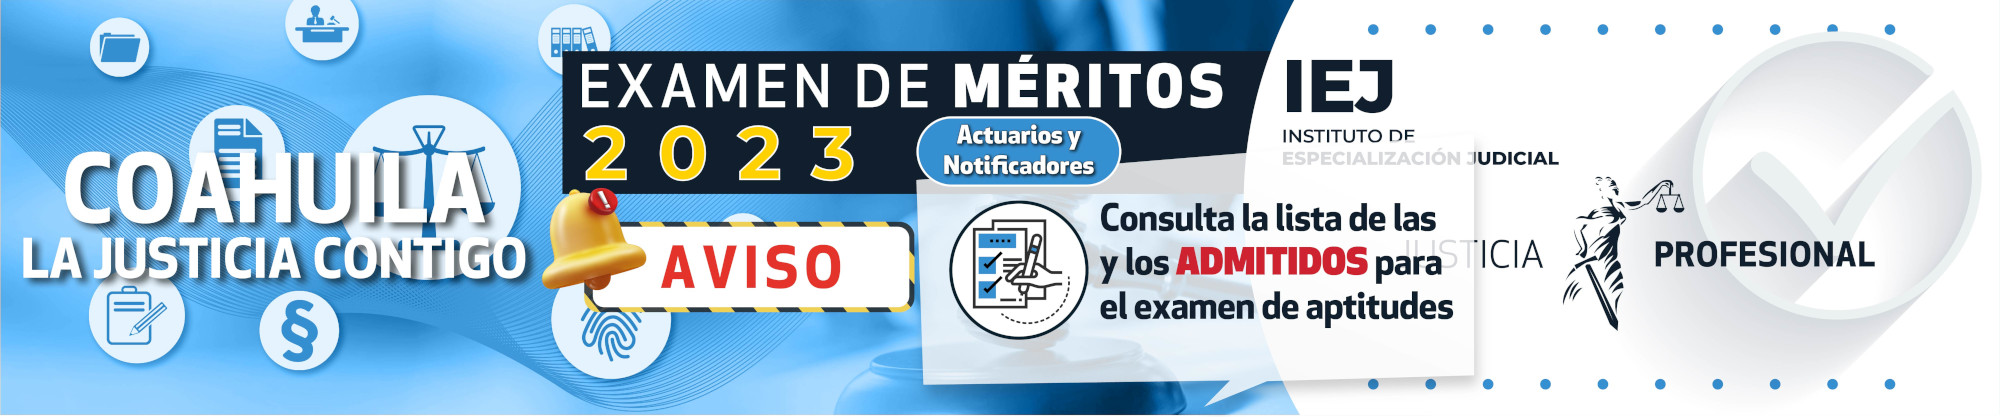 COAHUILA
LA JUSTICIA CONTIGO
EXAMEN DE MÉRITOS
2023
Actuarios y
Notificadores
AVISO
Consulta la lista de las
y los ADMITIDOS para
el examen de aptitudes
IEJ
INSTITUTO DE
ESPECIALIZACIÓN JUDICIAL
JUSTICIA PROFESIONAL